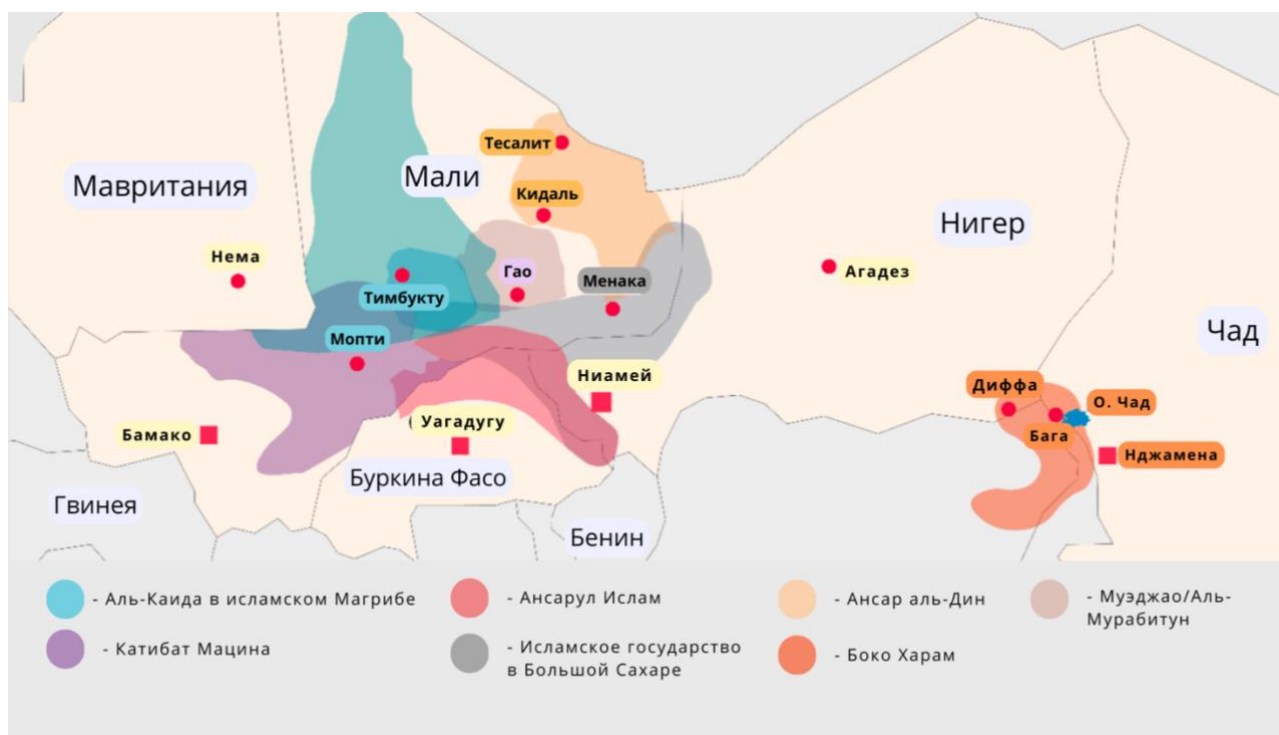 Тесалит
Мавритания
Мали
Кидаль
Нигер
Нема
Гао
Агадез
Менака
Тимбукту
Чад
Мопти
Ниамей
Диффа
О. Чад
Уагадугу
Бамако
Бага
Нджамена
Буркина Фасо
Гвинея
Бенин
- Аль-Каида в исламском Магрибе
- Катибат Мацина
- Ансарул Ислам
- Исламское государство
в Большой Сахаре
- Ансар аль-Дин
- Боко Харам
- Муэджао/Аль-
Мурабитун